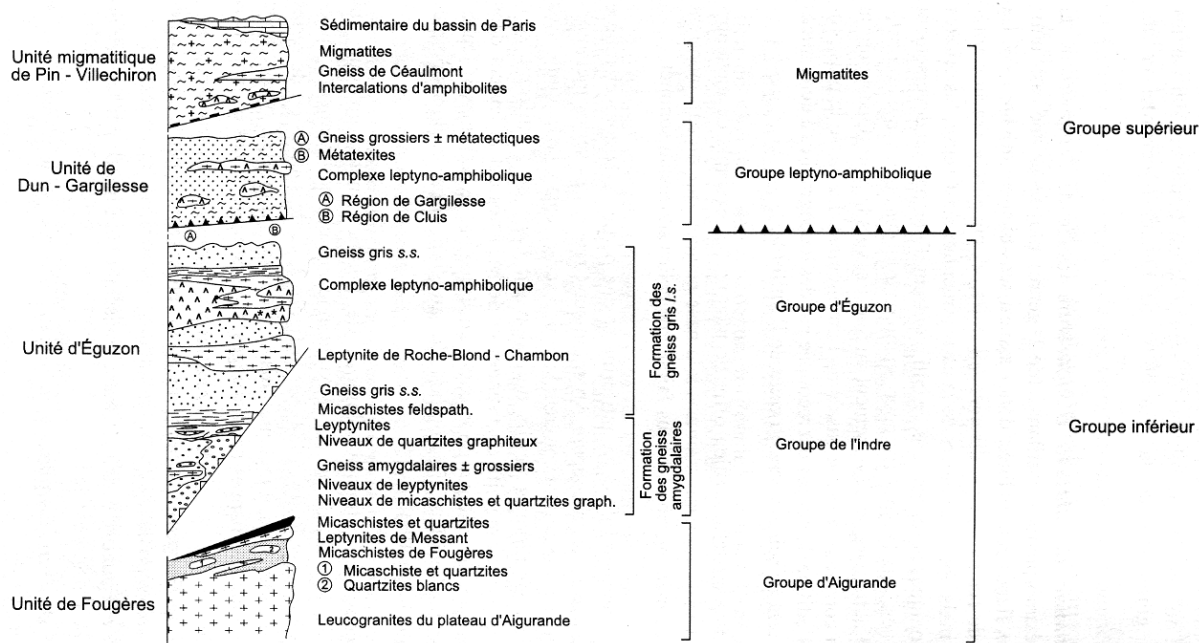 Sédimentaire du bassin de Paris
Unité migmatitique
de Pin - Villechiron
Migmatites
Gneiss de Céaulmont
Intercalations d'amphibolites
Migmatites
Groupe supérieur
Unité de
Dun - Gargilesse
Ⓐ Gneiss grossiers ± métatectiques
Ⓑ Métatexites
Complexe leptyno-amphibolique
Ⓐ Région de Gargilesse
Ⓑ Région de Cluis
Groupe leptyno-amphibolique
Ⓐ Ⓑ
Unité d'Éguzon
Gneiss gris s.s.
Complexe leptyno-amphibolique
Leptynite de Roche-Blond - Chambon
Gneiss gris s.s.
Micaschistes feldspath.
Leyptynites
Niveaux de quartzites graphiteux
Gneiss amygdalaires ± grossiers
Niveaux de leyptynites
Niveaux de micaschistes et quartzites graph.
Formation des
gneiss gris l.s.
Formation
des gneiss
amygdalaires
Groupe d'Éguzon
Groupe de l'Indre
Groupe inférieur
Unité de Fougères
Micaschistes et quartzites
Leptynites de Messant
Micaschistes de Fougères
① Micaschiste et quartzites
② Quartzites blancs
Leucogranites du plateau d'Aigurande
1
2
Groupe d'Aigurande